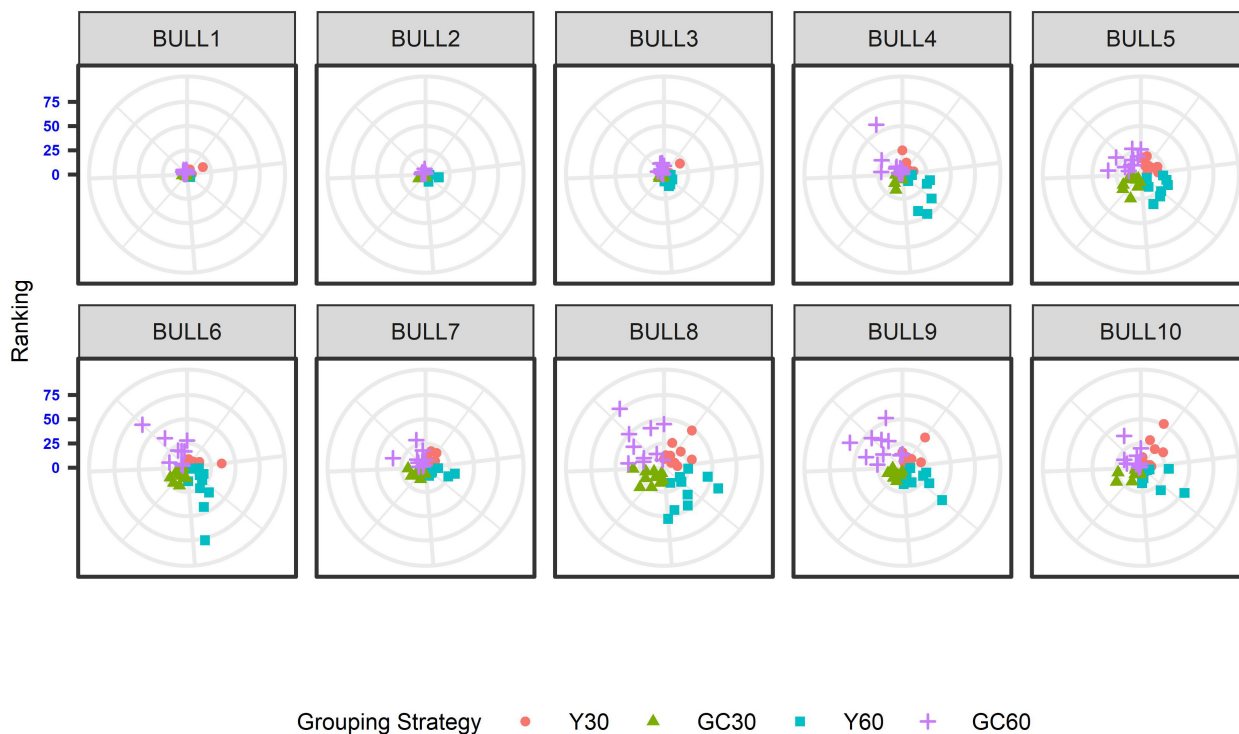 BULL1 BULL2 BULL3 BULL4 BULL5
75
50
25
0
Ranking
BULL6 BULL7 BULL8 BULL9 BULL10
75
50
25
0
Grouping Strategy Y30 GC30 Y60 GC60